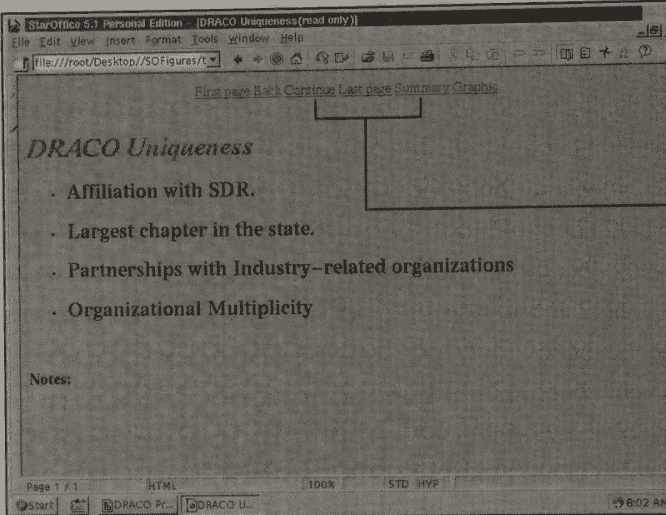 StarOffice 5.1 Personal Edition - [DRACO Uniqueness(read only)]
File Edit View Insert Format Tools Window Help
file:///root/Desktop//SOFigures/t
First page Back Continue Last page Summary Graphic
DRACO Uniqueness
· Affiliation with SDR.
· Largest chapter in the state.
· Partnerships with Industry-related organizations
· Organizational Multiplicity
Notes:
Page 1 / 1 HTML 100% STD HYP
Start DRACO Pr... DRACO U... 6:02 AM